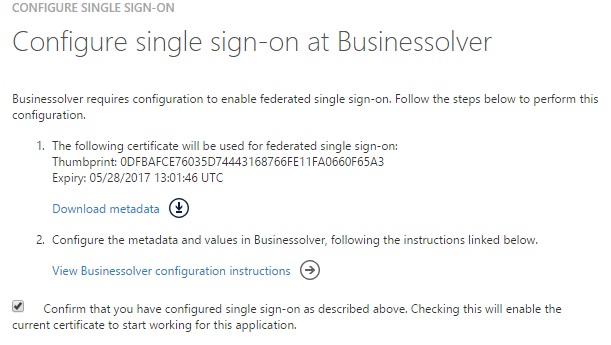 CONFIGURE SINGLE SIGN-ON
Configure single sign-on at Businessolver
Businessolver requires configuration to enable federated single sign-on. Follow the steps below to perform this
configuration.
1. The following certificate will be used for federated single sign-on:
Thumbprint: 0DFBAFCE76035D74443168766FE11FA0660F65A3
Expiry: 05/28/2017 13:01:46 UTC
Download metadata
2. Configure the metadata and values in Businessolver, following the instructions linked below.
View Businessolver configuration instructions
Confirm that you have configured single sign-on as described above. Checking this will enable the
current certificate to start working for this application.